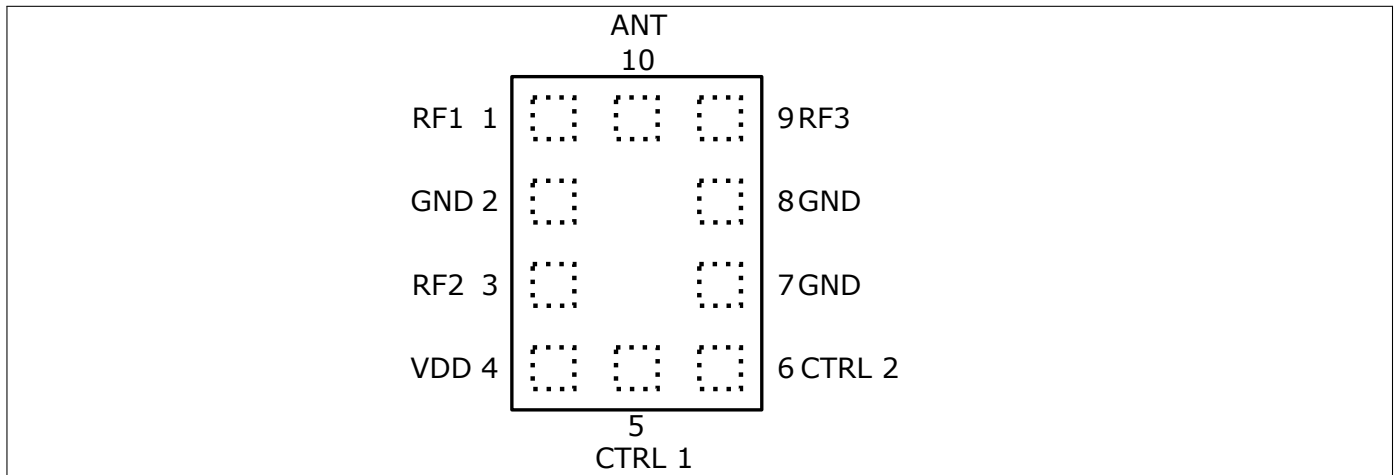 ANT
10
RF1 1
9 RF3
GND 2
8 GND
RF2 3
7 GND
VDD 4
6 CTRL 2
5
CTRL 1